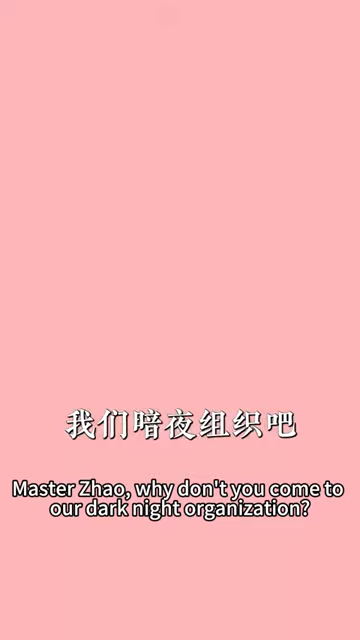 我们暗夜组织吧
Master Zhao, why don't you come to
our dark night organization?